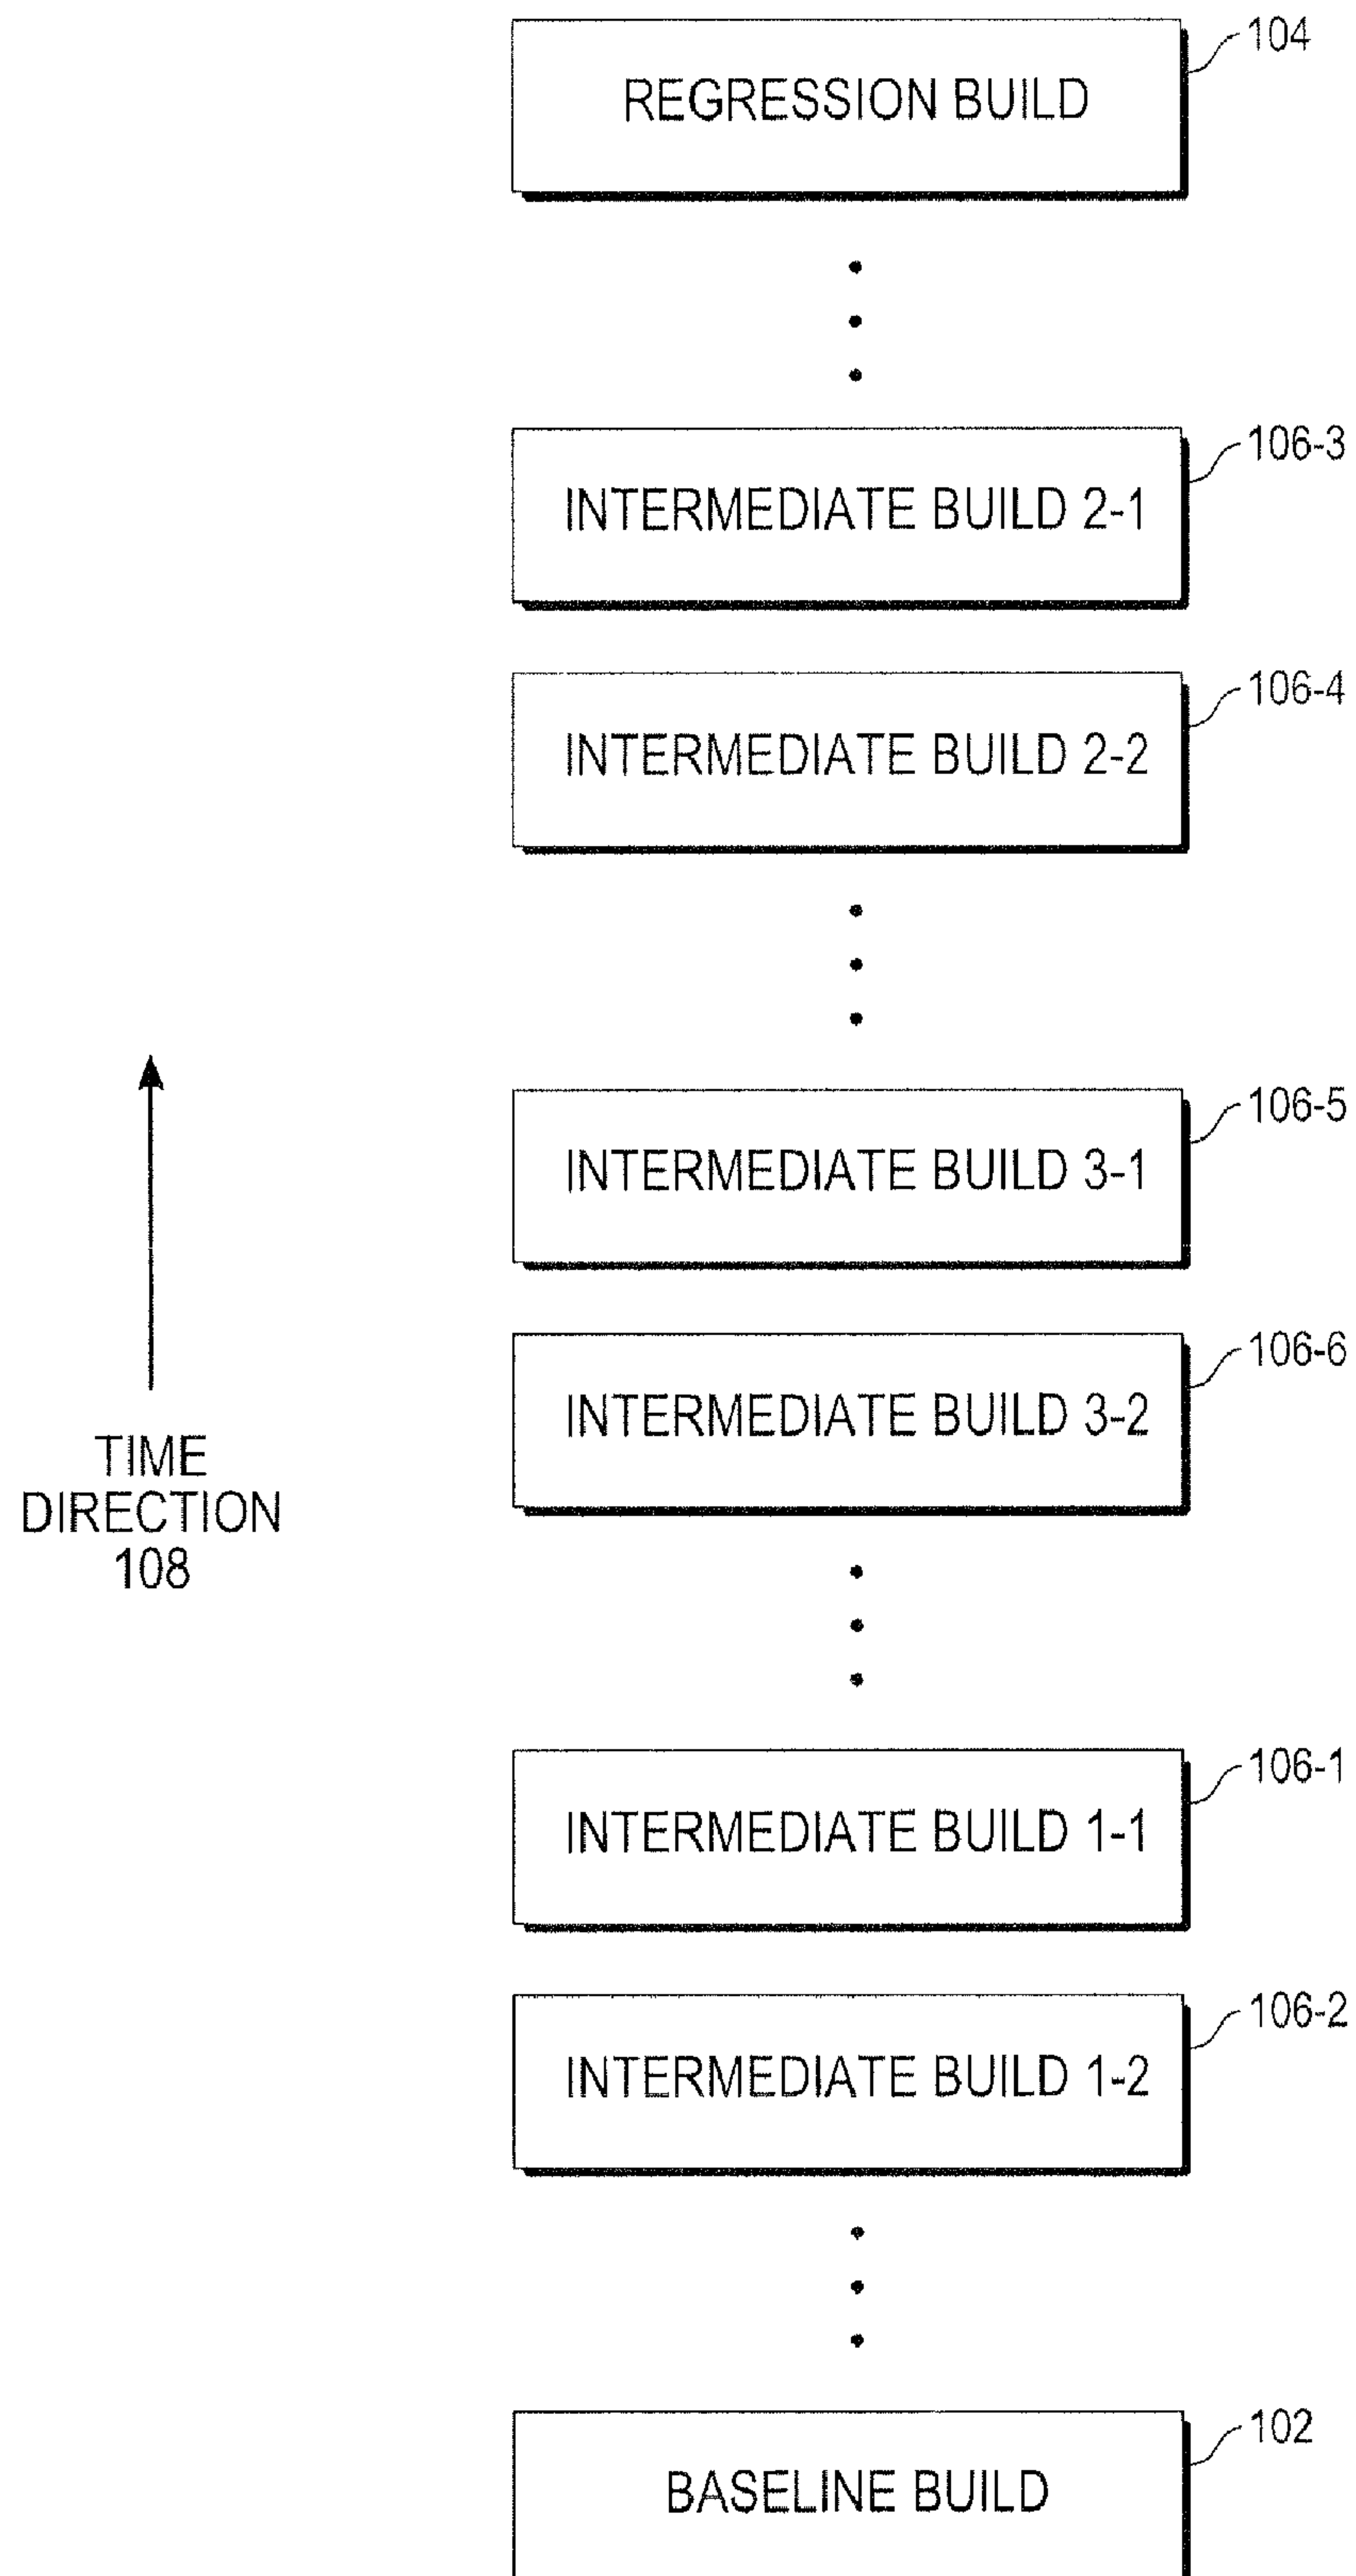 104
REGRESSION BUILD
106-3
INTERMEDIATE BUILD 2-1
106-4
INTERMEDIATE BUILD 2-2
106-5
INTERMEDIATE BUILD 3-1
106-6
INTERMEDIATE BUILD 3-2
TIME
DIRECTION
108
106-1
INTERMEDIATE BUILD 1-1
106-2
INTERMEDIATE BUILD 1-2
102
BASELINE BUILD